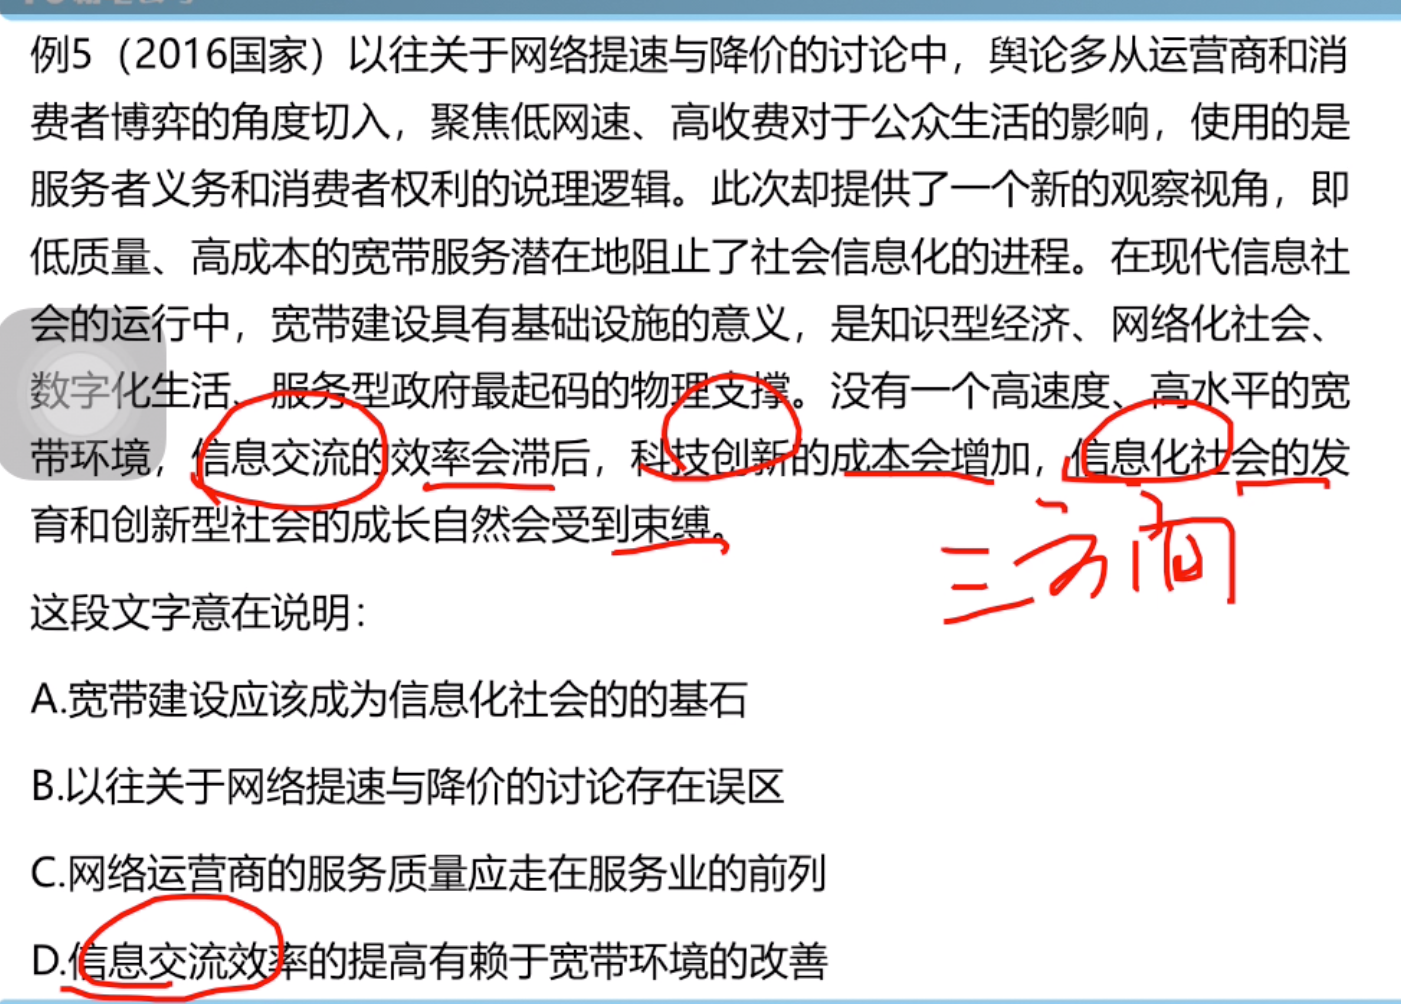 例5（2016国家）以往关于网络提速与降价的讨论中，舆论多从运营商和消
费者博弈的角度切入，聚焦低网速、高收费对于公众生活的影响，使用的是
服务者义务和消费者权利的说理逻辑。此次却提供了一个新的观察视角，即
低质量、高成本的宽带服务潜在地阻止了社会信息化的进程。在现代信息社
会的运行中，宽带建设具有基础设施的意义，是知识型经济、网络化社会、
数字化生活、服务型政府最起码的物理支撑。没有一个高速度、高水平的宽
带环境，信息交流的效率会滞后，科技创新的成本会增加，信息化社会的发
育和创新型社会的成长自然会受到束缚。
三方面
这段文字意在说明：
A.宽带建设应该成为信息化社会的的基石
B.以往关于网络提速与降价的讨论存在误区
C.网络运营商的服务质量应走在服务业的前列
D.信息交流效率的提高有赖于宽带环境的改善